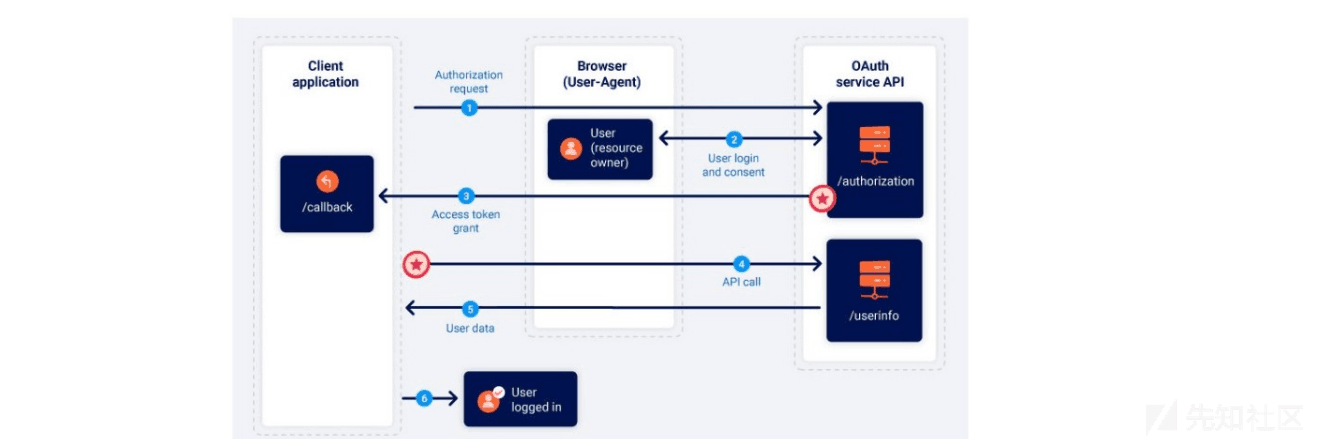 Client
application
Browser
(User-Agent)
OAuth
service API
Authorization
request
1
User
(resource
owner)
2
User login
and consent
/authorization
/callback
3
Access token
grant
4
API call
5
User data
/userinfo
6
User
logged in
先知社区